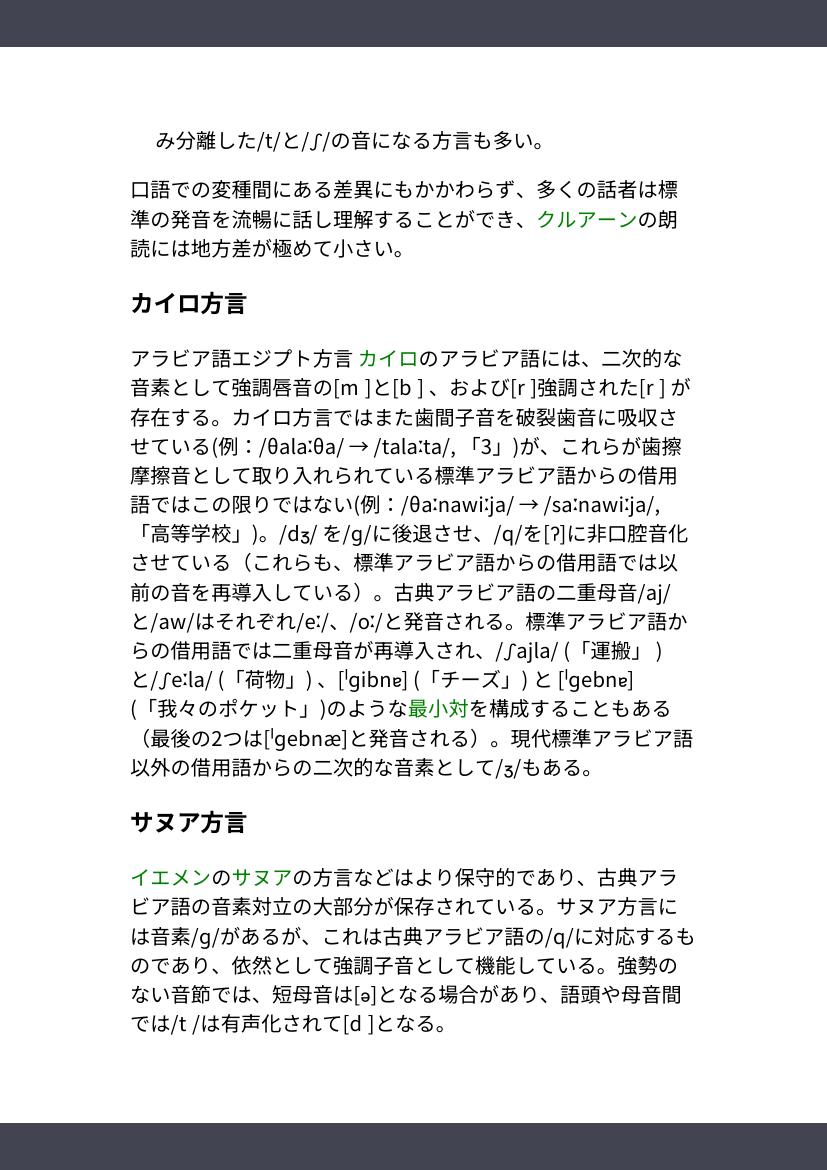 み分離した/t/と/ʃ/の音になる方言も多い。
口語での変種間にある差異にもかかわらず、多くの話者は標
準の発音を流暢に話し理解することができ、クルアーンの朗
読には地方差が極めて小さい。
カイロ方言
アラビア語エジプト方言 カイロのアラビア語には、二次的な
音素として強調唇音の[m ]と[b ] 、および[r ]強調された[r ] が
存在する。カイロ方言ではまた歯間子音を破裂歯音に吸収さ
せている(例：/θalaːθa/ → /talaːta/, 「3」)が、これらが歯擦
摩擦音として取り入れられている標準アラビア語からの借用
語ではこの限りではない(例：/θaːnawiːja/ → /saːnawiːja/,
「高等学校」)。/dʒ/ を/g/に後退させ、/q/を[ʔ]に非口腔音化
させている（これらも、標準アラビア語からの借用語では以
前の音を再導入している）。古典アラビア語の二重母音/aj/
と/aw/はそれぞれ/eː/、/oː/と発音される。標準アラビア語か
らの借用語では二重母音が再導入され、/ʃajla/ (「運搬」 )
と/ʃeːla/ (「荷物」) 、[ˈgibnɐ] (「チーズ」) と [ˈgebnɐ]
(「我々のポケット」)のような最小対を構成することもある
（最後の2つは[ˈgebnæ]と発音される）。現代標準アラビア語
以外の借用語からの二次的な音素として/ʒ/もある。
サヌア方言
イエメンのサヌアの方言などはより保守的であり、古典アラ
ビア語の音素対立の大部分が保存されている。サヌア方言に
は音素/g/があるが、これは古典アラビア語の/q/に対応するも
のであり、依然として強調子音として機能している。強勢の
ない音節では、短母音は[ə]となる場合があり、語頭や母音間
では/t /は有声化されて[d ]となる。